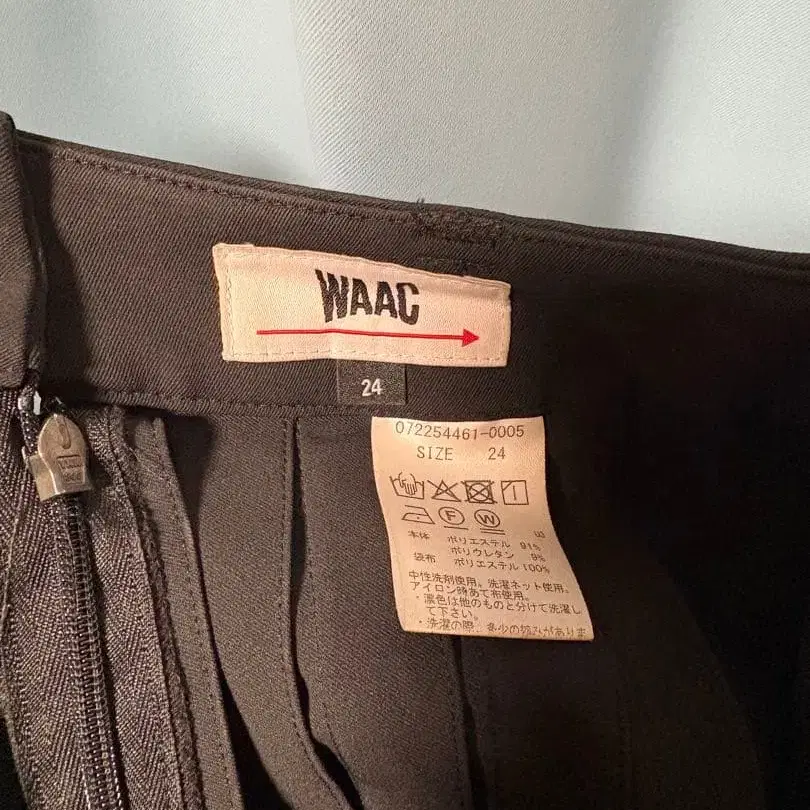 WAAC
24
072254461-0005
SIZE 24
F W
U3
本体 ポリエステル 91%
ポリウレタン 9%
袋布 ポリエステル 100%
中性洗剤使用。洗濯ネット使用。
アイロン時あて布使用。
・濃色は他のものと分けて洗濯し
て下さい。
・洗濯の際、多少の縮みがありま